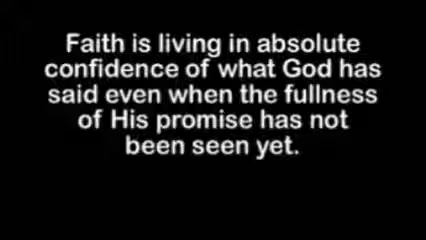 Faith is living in absolute
confidence of what God has
said even when the fullness
of His promise has not
been seen yet.